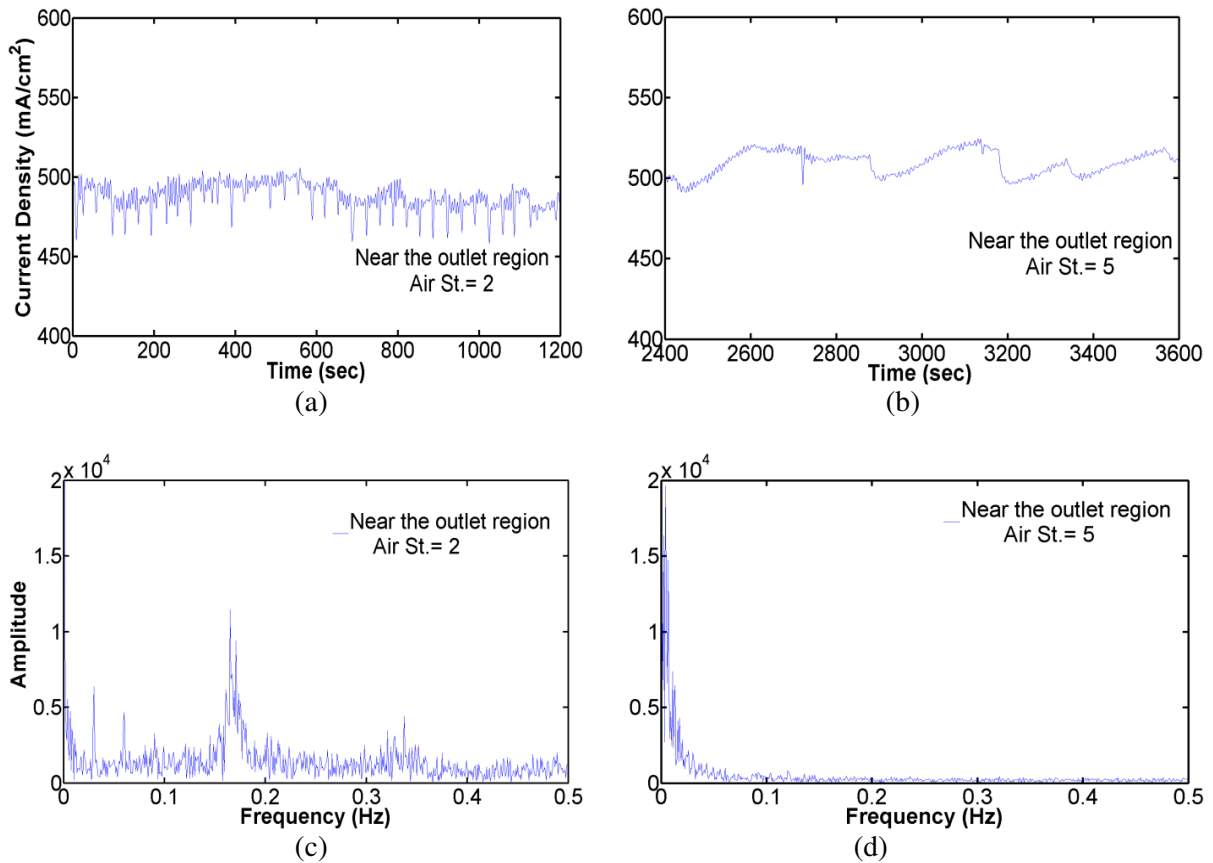 600
550
500
450
400
Current Density (mA/cm²)
Near the outlet region
Air St.= 2
0 200 400 600 800 1000 1200
Time (sec)
(a)
600
550
500
450
400
Near the outlet region
Air St.= 5
2400 2600 2800 3000 3200 3400 3600
Time (sec)
(b)
2 x 10⁴
1.5
1
0.5
0
Amplitude
Near the outlet region
Air St.= 2
0 0.1 0.2 0.3 0.4 0.5
Frequency (Hz)
(c)
2 x 10⁴
1.5
1
0.5
0
Near the outlet region
Air St.= 5
0 0.1 0.2 0.3 0.4 0.5
Frequency (Hz)
(d)